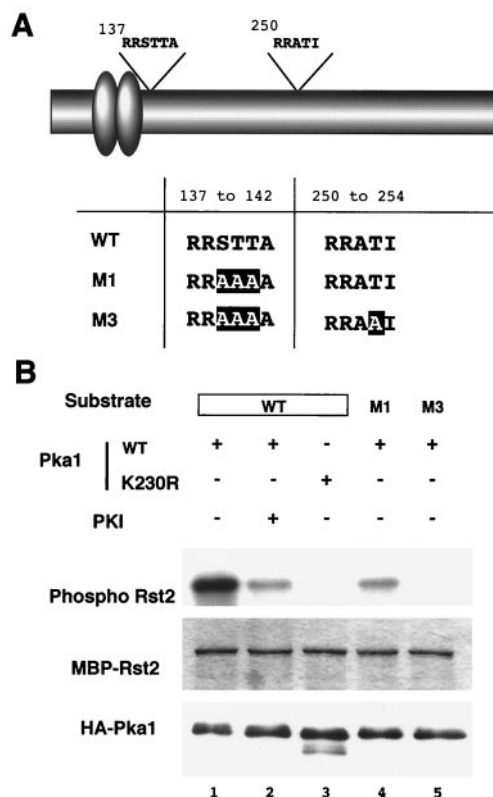 A
137
RRSTTA
250
RRATI
137 to 142 250 to 254
WT RRSTTA RRATI
M1 RRAAAA RRATI
M3 RRAAAA RRAAI
B
Substrate WT M1 M3
Pka1 WT + + - + +
K230R - - + - -
PKI - + - - -
Phospho Rst2
MBP-Rst2
HA-Pka1
1 2 3 4 5